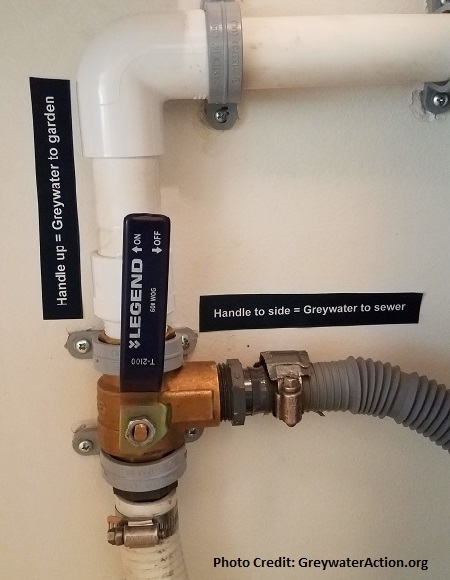 Handle up = Greywater to garden
ON
OFF
LEGEND
600 WOG
T-2100
Handle to side = Greywater to sewer
Photo Credit: GreywaterAction.org